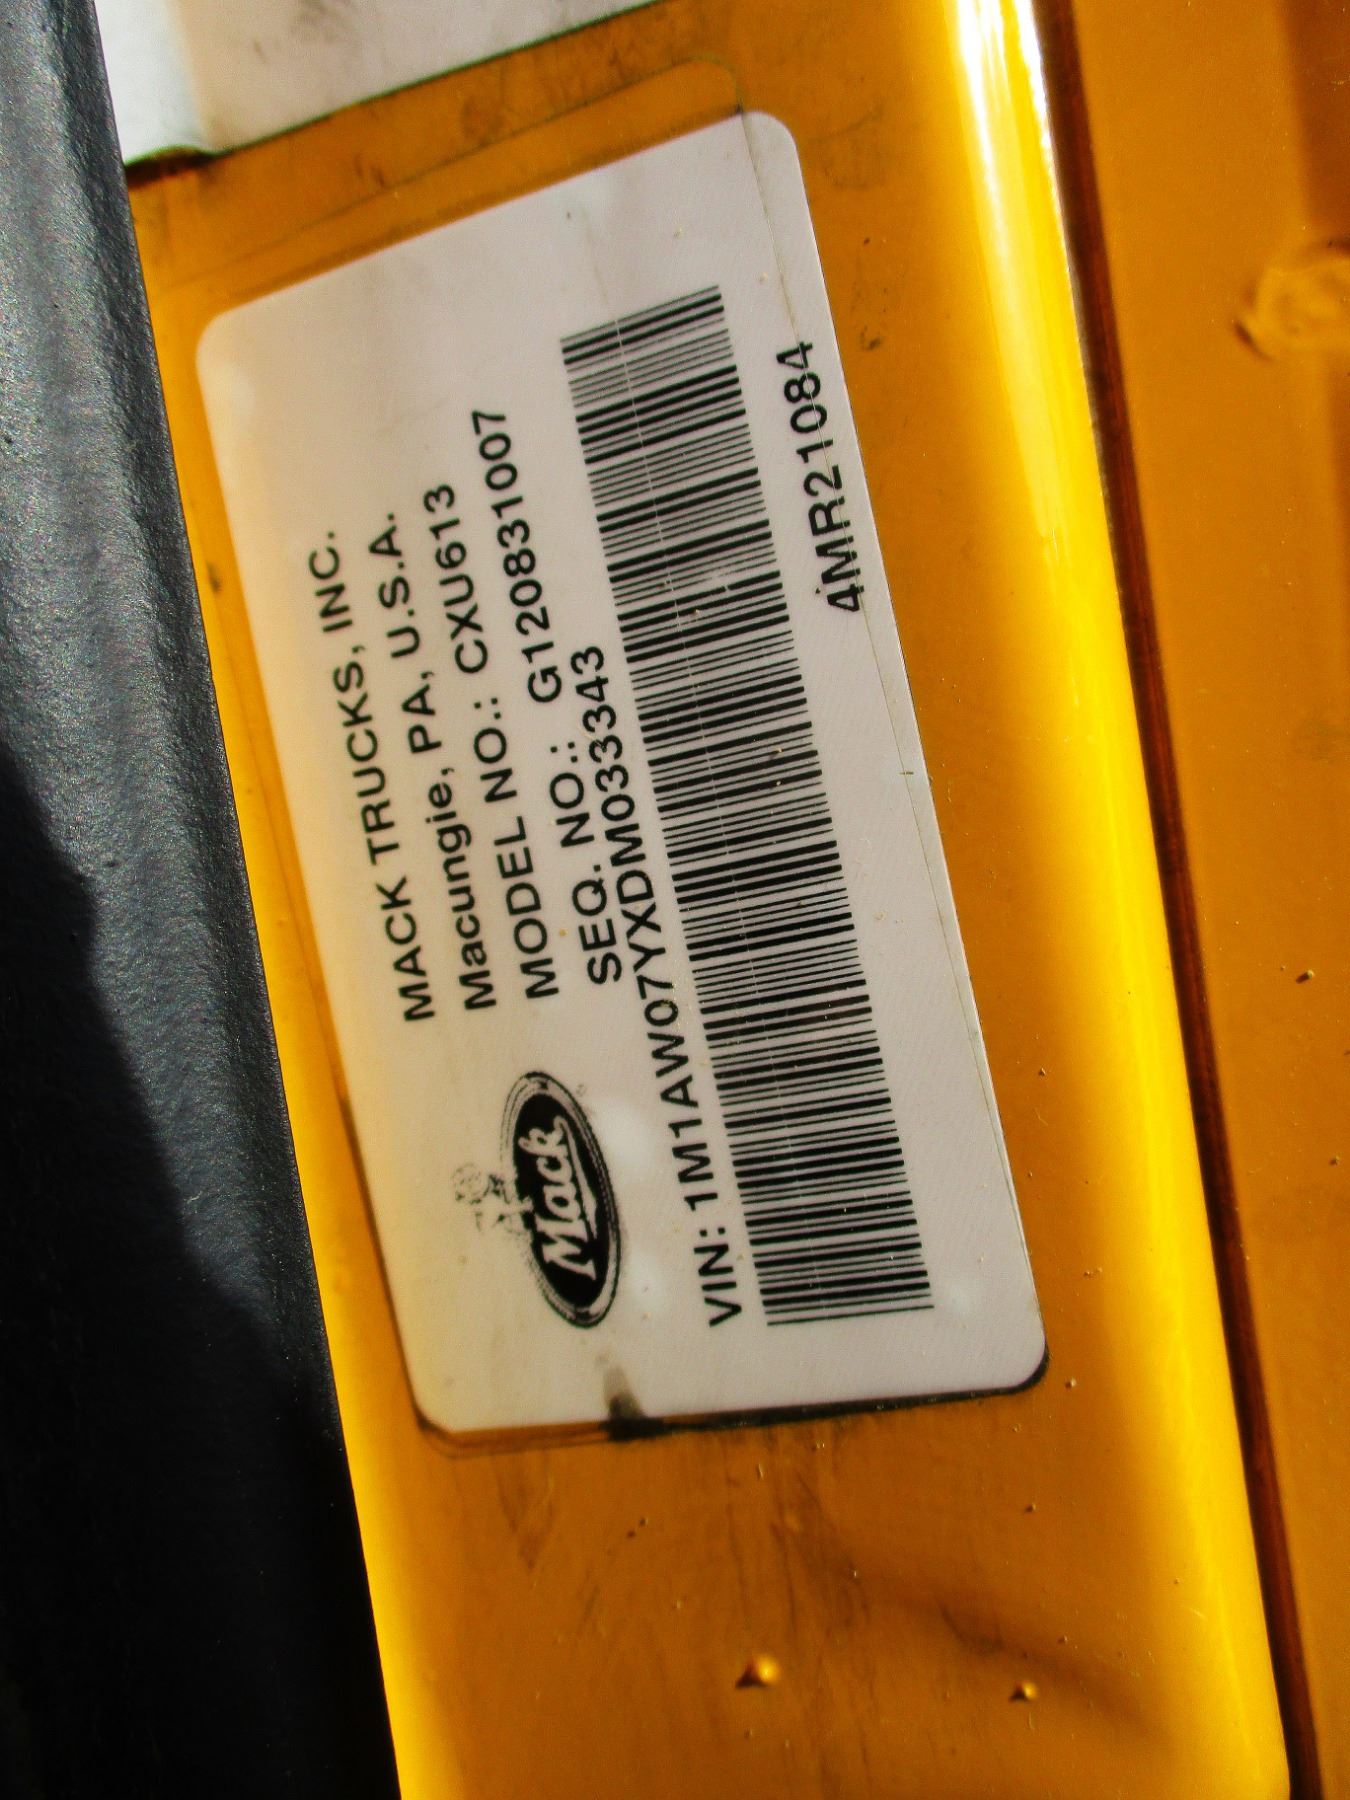 MACK TRUCKS, INC.
Macungie, PA, U.S.A.
MODEL NO.: CXU613
SEQ. NO.: G120831007
Mack
VIN: 1M1AW07YXDM033343
4MR21084